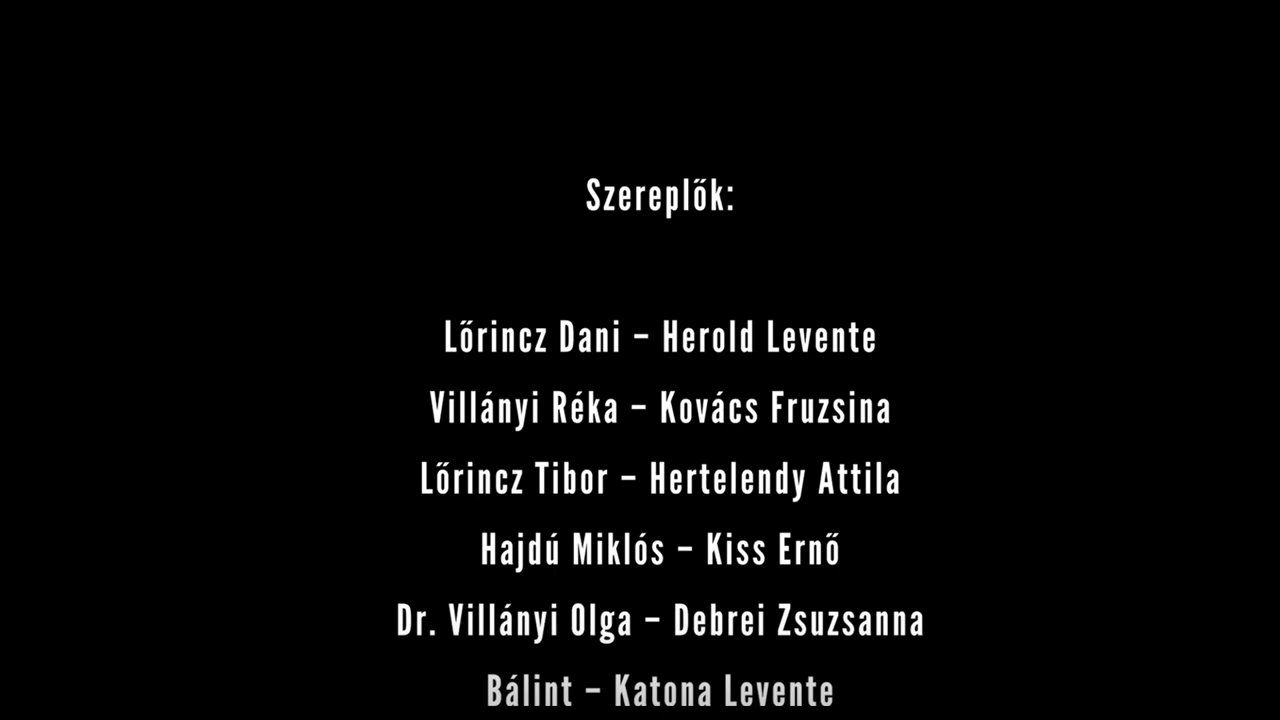 Szereplők:
Lőrincz Dani – Herold Levente
Villányi Réka – Kovács Fruzsina
Lőrincz Tibor – Hertelendy Attila
Hajdú Miklós – Kiss Ernő
Dr. Villányi Olga – Debrei Zsuzsanna
Bálint – Katona Levente